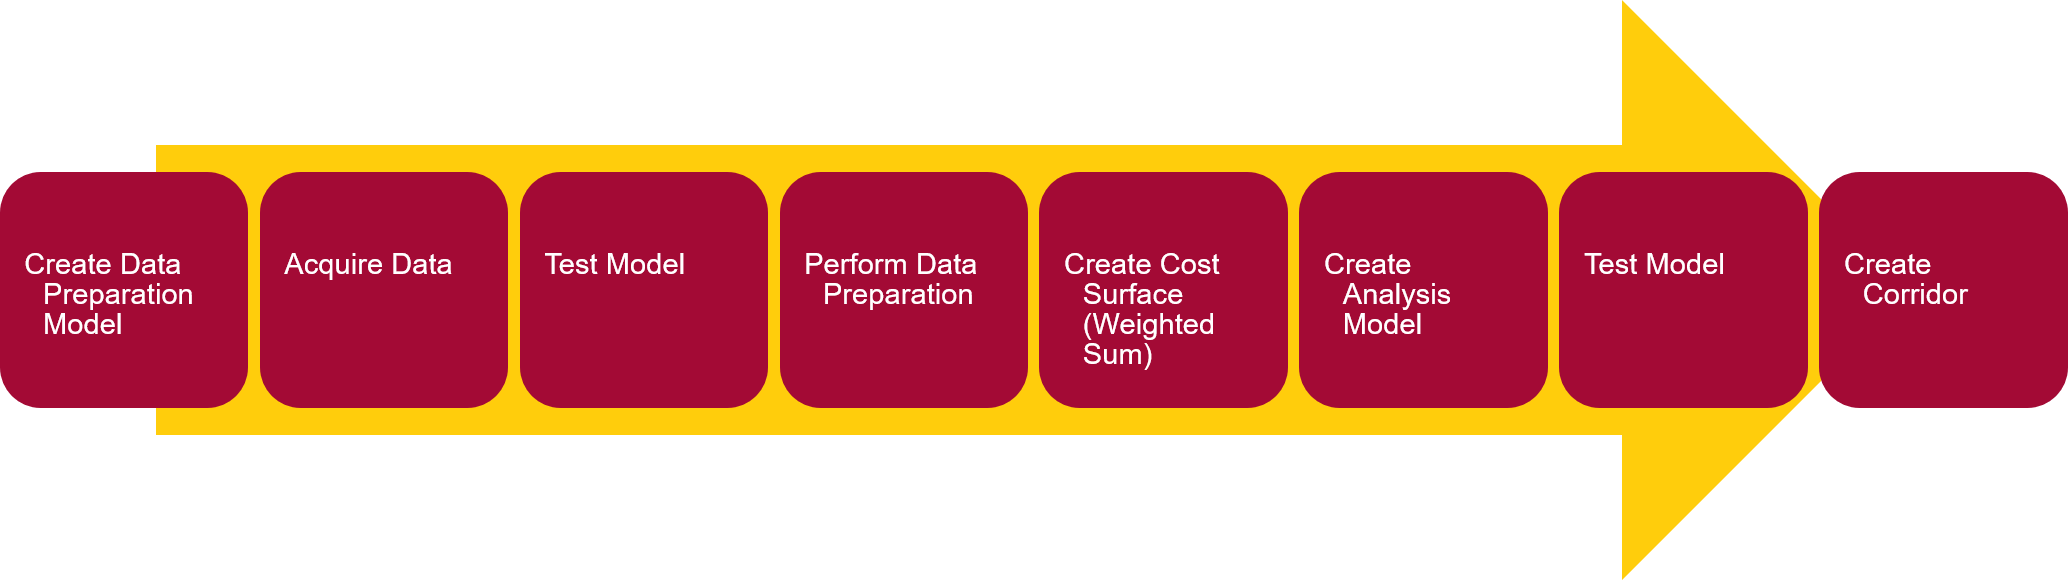 Create Data
Preparation
Model
Acquire Data
Test Model
Perform Data
Preparation
Create Cost
Surface
(Weighted
Sum)
Create
Analysis
Model
Test Model
Create
Corridor